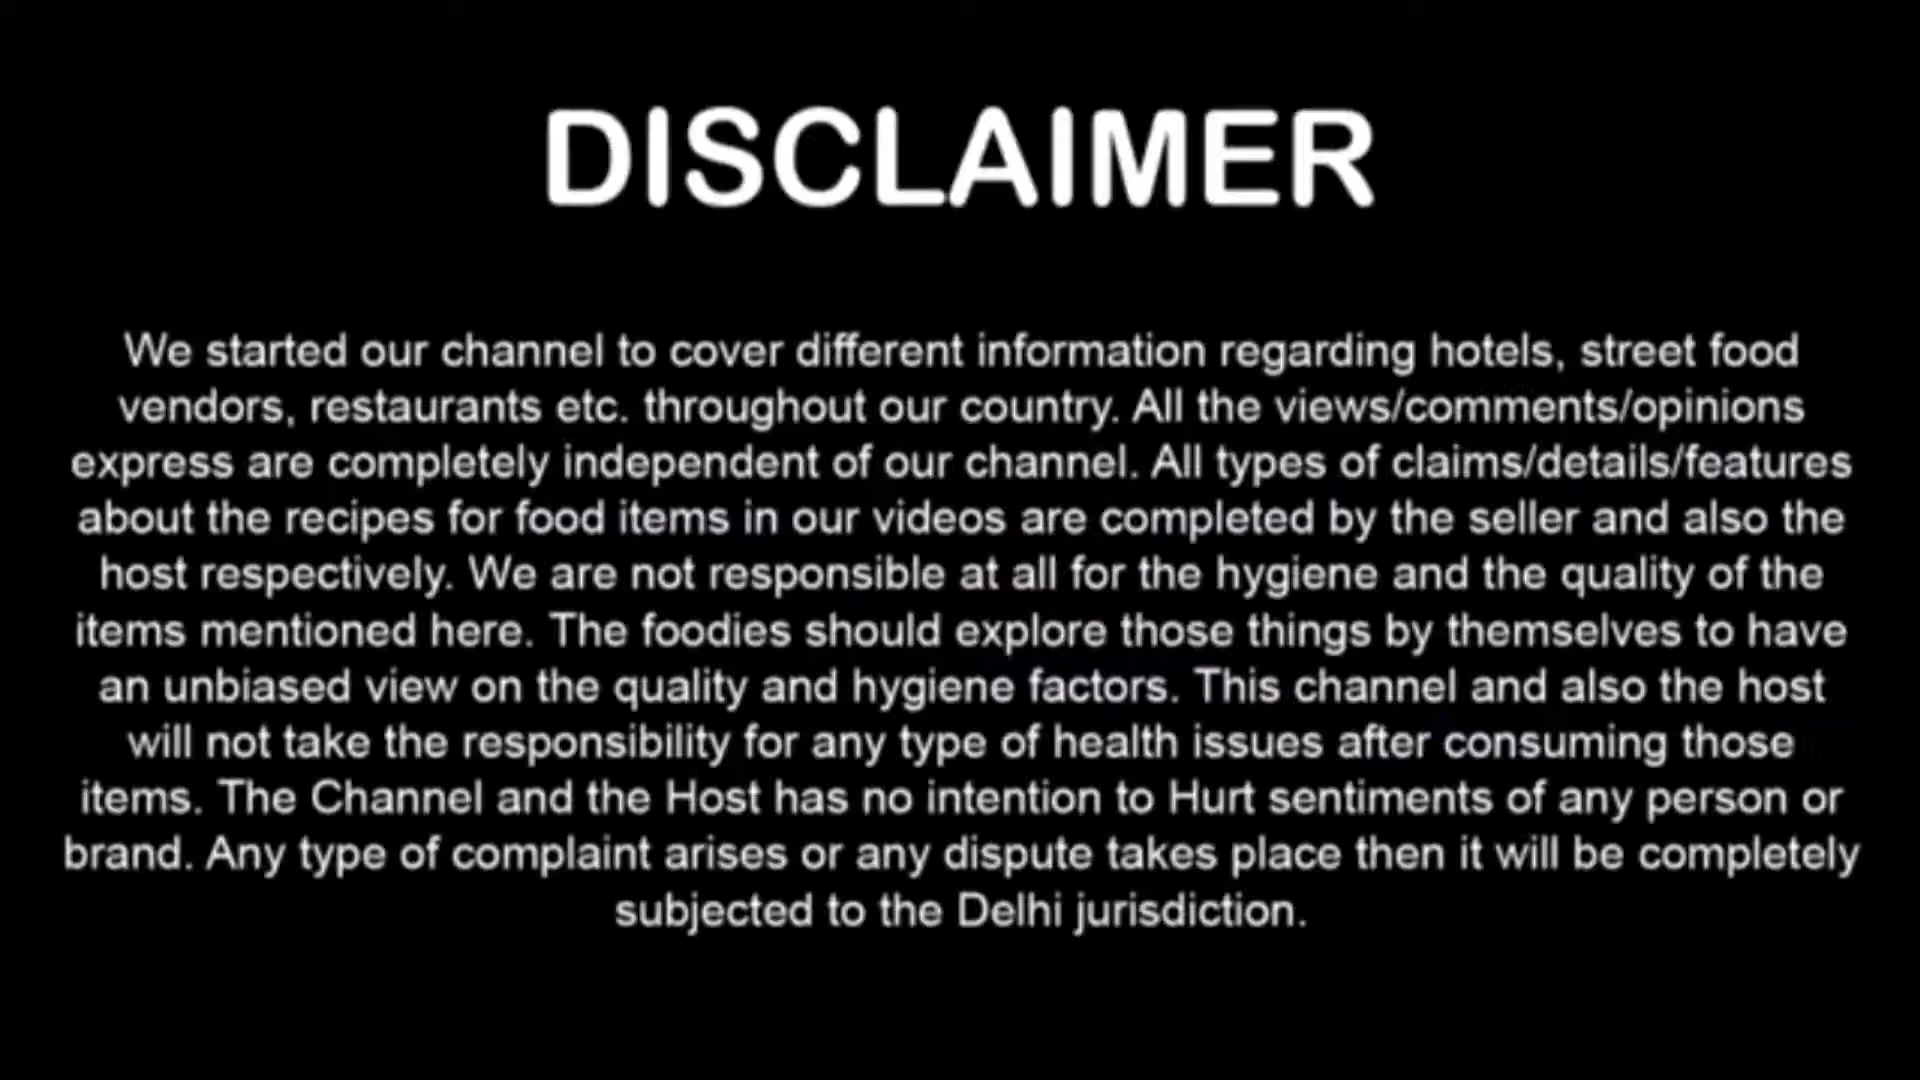 DISCLAIMER
We started our channel to cover different information regarding hotels, street food
vendors, restaurants etc. throughout our country. All the views/comments/opinions
express are completely independent of our channel. All types of claims/details/features
about the recipes for food items in our videos are completed by the seller and also the
host respectively. We are not responsible at all for the hygiene and the quality of the
items mentioned here. The foodies should explore those things by themselves to have
an unbiased view on the quality and hygiene factors. This channel and also the host
will not take the responsibility for any type of health issues after consuming those
items. The Channel and the Host has no intention to Hurt sentiments of any person or
brand. Any type of complaint arises or any dispute takes place then it will be completely
subjected to the Delhi jurisdiction.